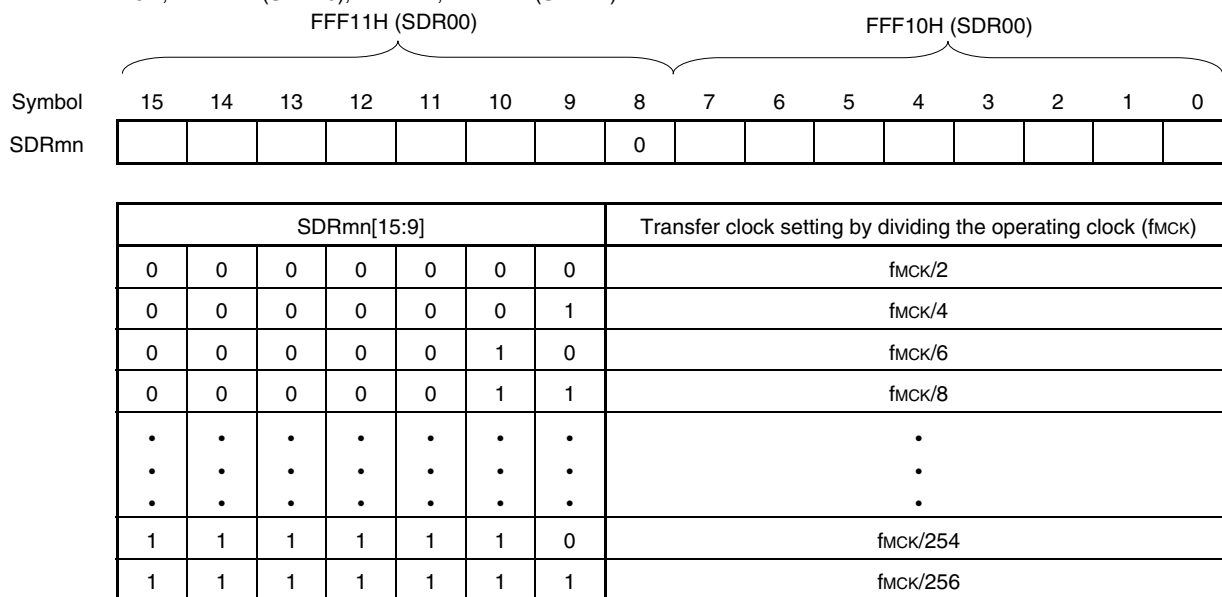 FFF11H (SDR00) FFF10H (SDR00)
Symbol 15 14 13 12 11 10 9 8 7 6 5 4 3 2 1 0
SDRmn 0
SDRmn[15:9] Transfer clock setting by dividing the operating clock (fMCK)
0 0 0 0 0 0 0 fMCK/2
0 0 0 0 0 0 1 fMCK/4
0 0 0 0 0 1 0 fMCK/6
0 0 0 0 0 1 1 fMCK/8
• • • • • • • •
• • • • • • • •
• • • • • • • •
1 1 1 1 1 1 0 fMCK/254
1 1 1 1 1 1 1 fMCK/256